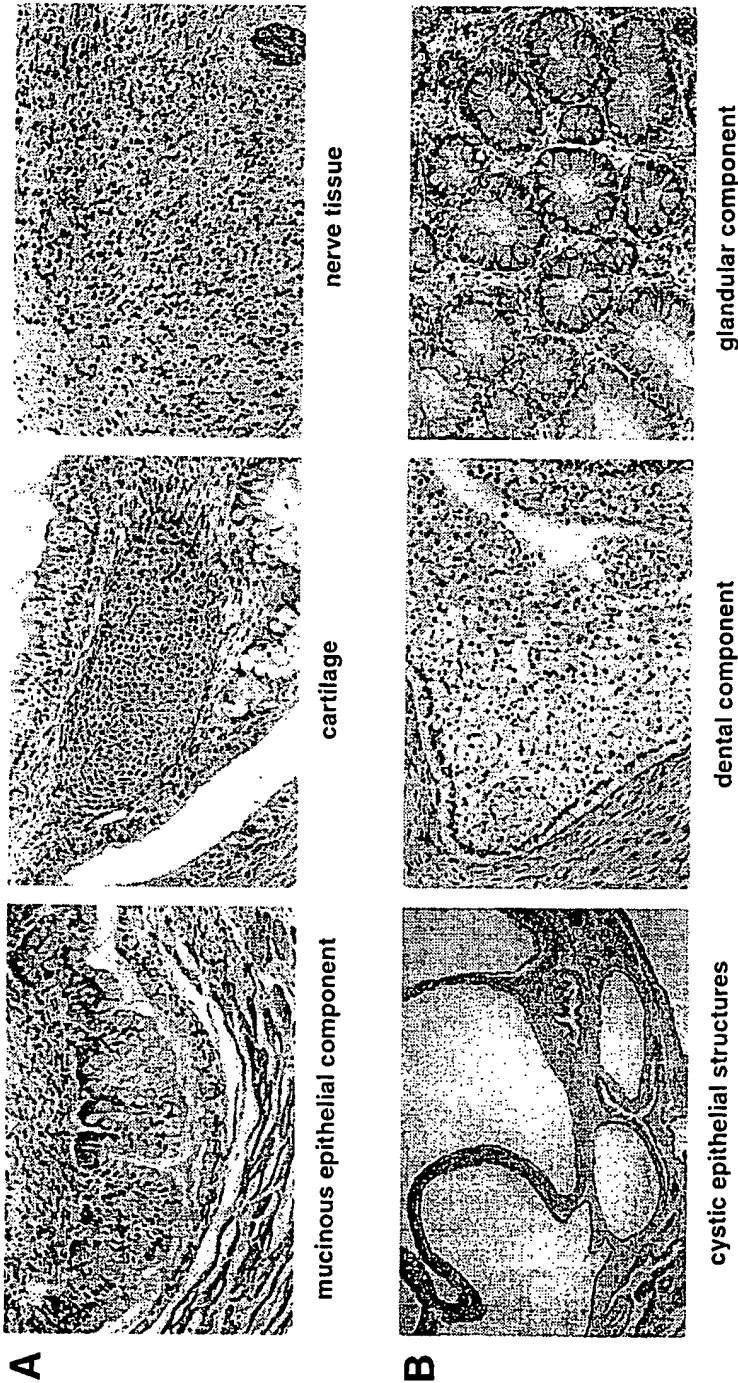 A
mucinous epithelial component
cartilage
nerve tissue
B
cystic epithelial structures
dental component
glandular component